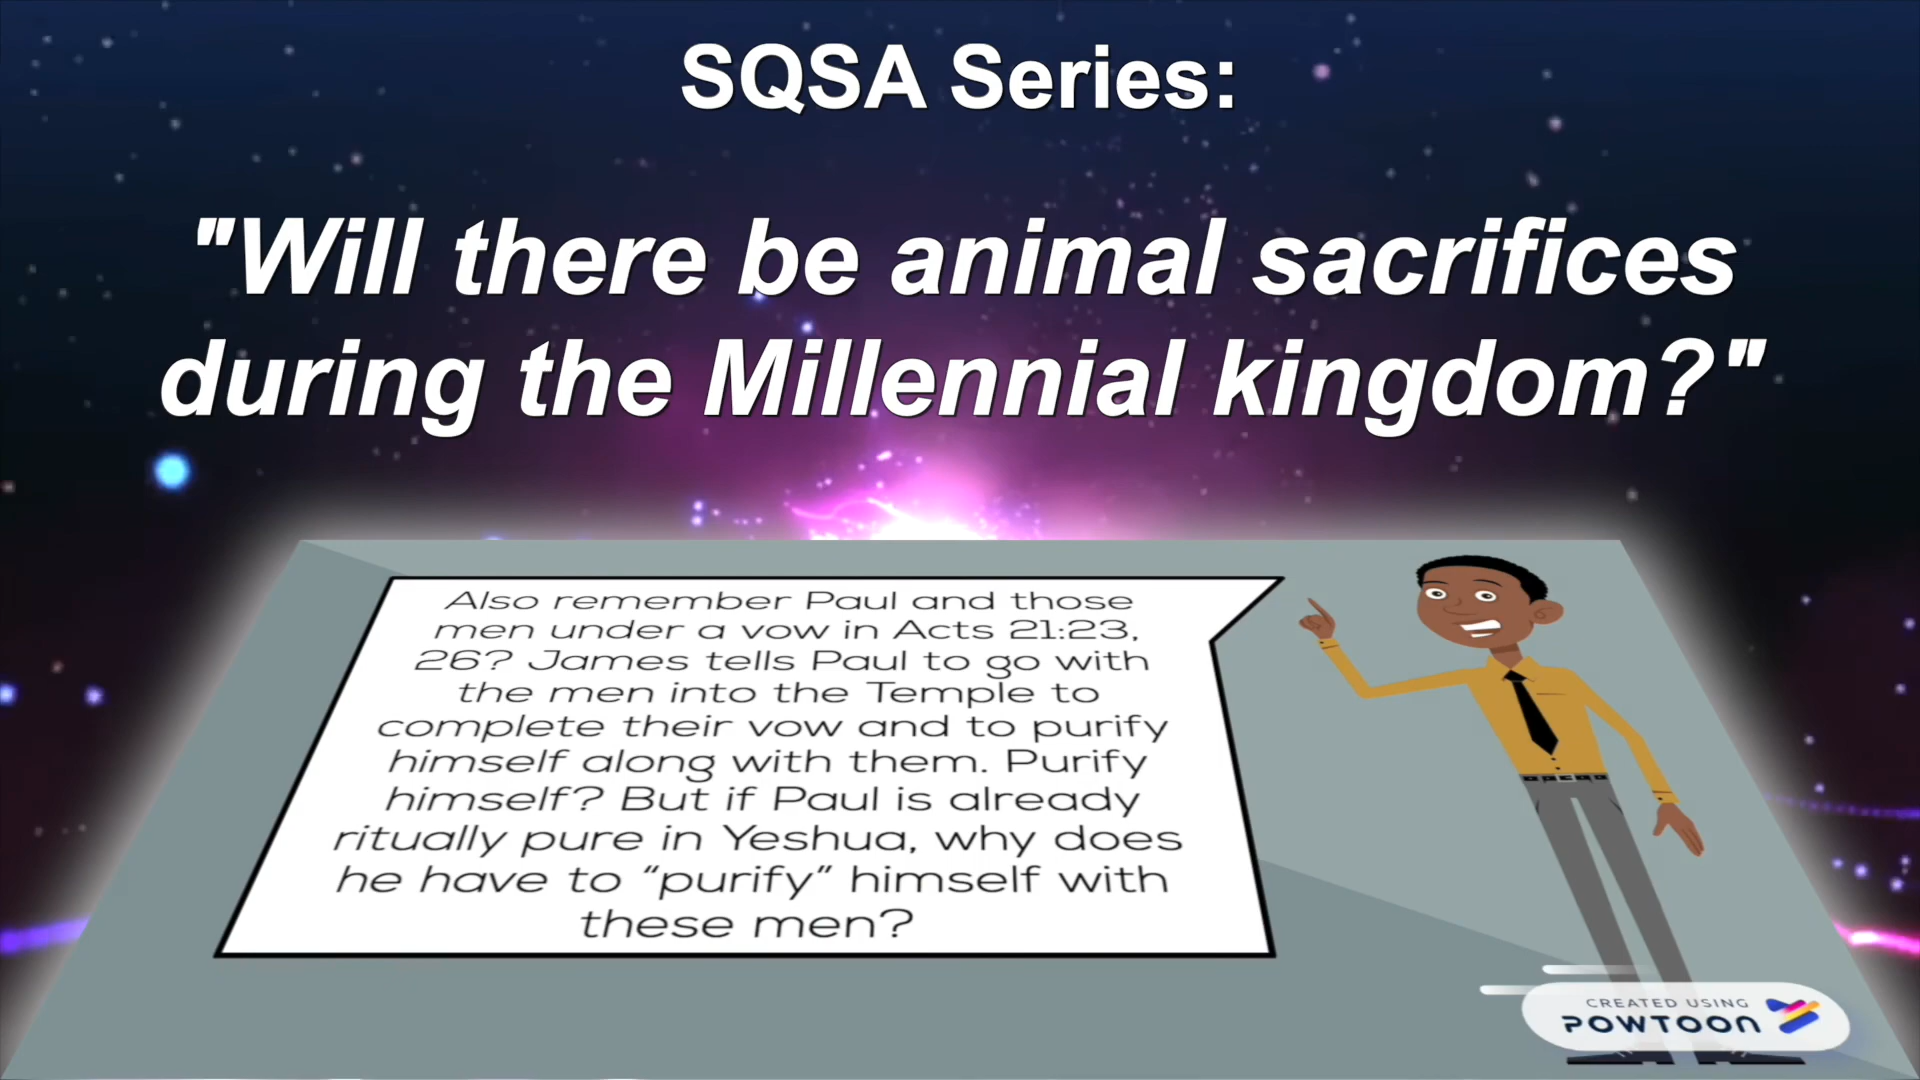 SQSA Series:
"Will there be animal sacrifices
during the Millennial kingdom?"
Also remember Paul and those
men under a vow in Acts 21:23,
26? James tells Paul to go with
the men into the Temple to
complete their vow and to purify
himself along with them. Purify
himself? But if Paul is already
ritually pure in Yeshua, why does
he have to “purify” himself with
these men?
CREATED USING
POWTOON